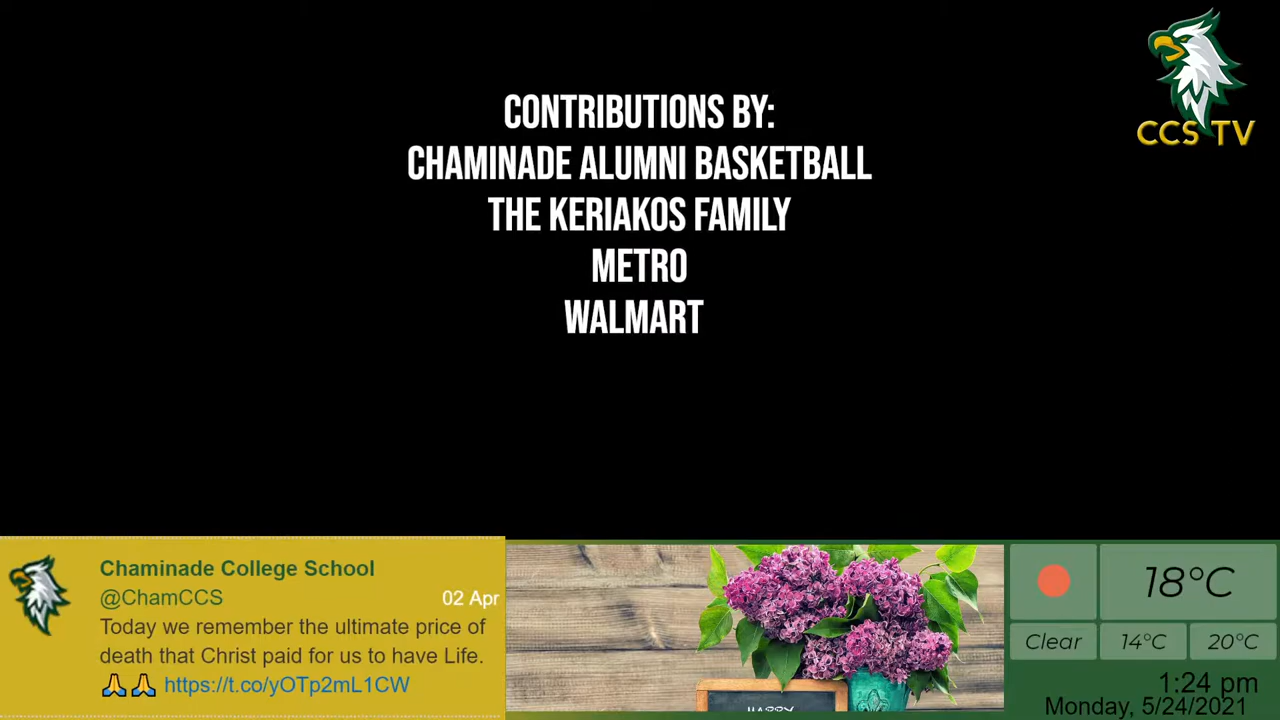 CONTRIBUTIONS BY:
CHAMINADE ALUMNI BASKETBALL
THE KERIAKOS FAMILY
METRO
WALMART
CCS TV
Chaminade College School
@ChamCCS
02 Apr
Today we remember the ultimate price of
death that Christ paid for us to have Life.
🙏🙏 https://t.co/yOTp2mL1CW
HAPPY
18°C
Clear
14°C
20°C
1:24 pm
Monday, 5/24/2021